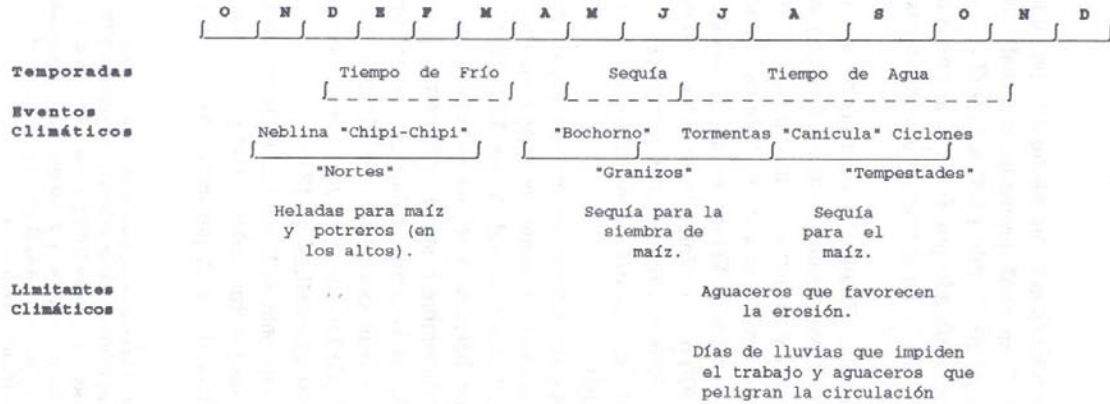 O N D E F M A M J J A S O N D
Temporadas Tiempo de Frío Sequía Tiempo de Agua
Eventos
Climáticos Neblina "Chipi-Chipi" "Bochorno" Tormentas "Canicula" Ciclones
"Nortes" "Granizos" "Tempestades"
Heladas para maíz Sequía para la Sequía
y potreros (en siembra de para el
los altos). maíz. maíz.
Limitantes Aguaceros que favorecen
Climáticos la erosión.
Días de lluvias que impiden
el trabajo y aguaceros que
peligran la circulación